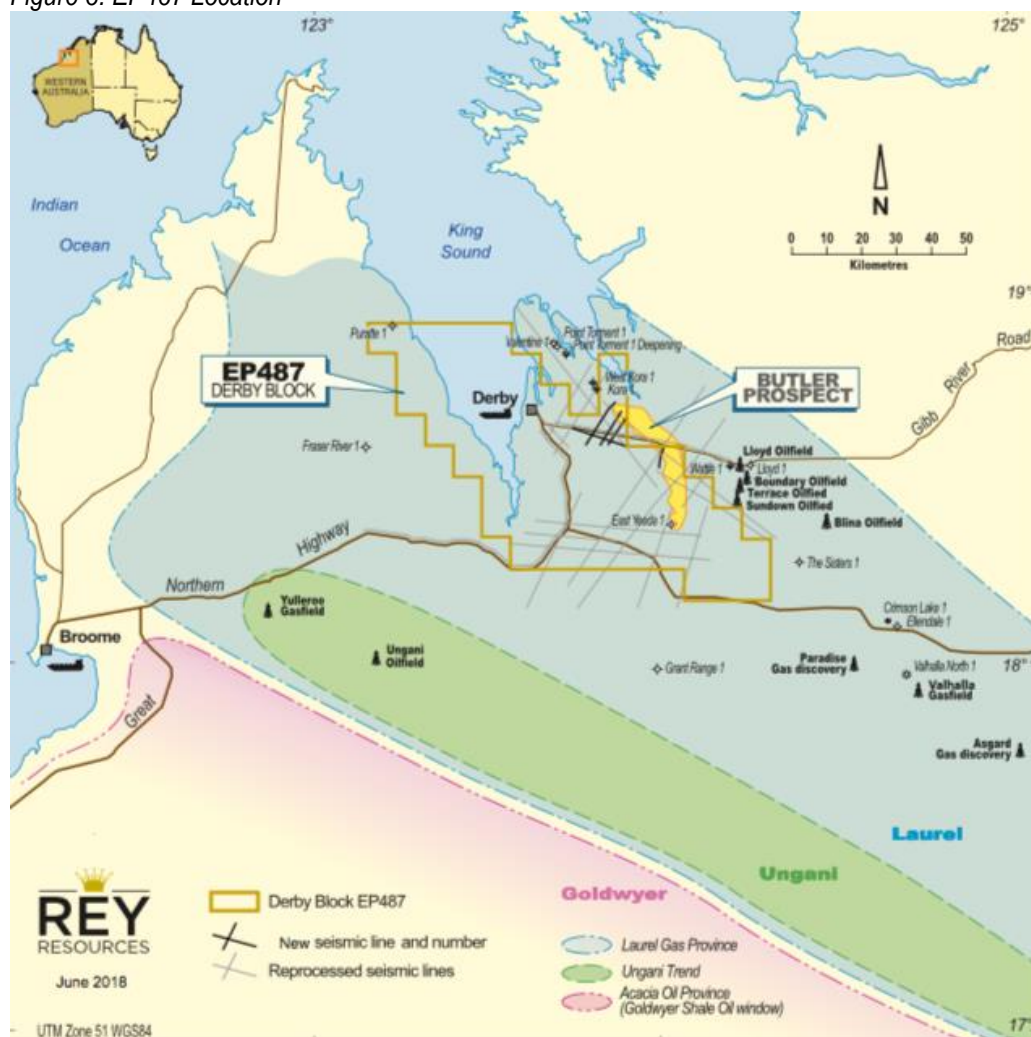 Figure 3: EP487 Location
123°
125°
WESTERN
AUSTRALIA
Indian
Ocean
King
Sound
N
0 10 20 30 40 50
Kilometres
19°
Puratte 1
Point Torment 1
Valentine 1
Point Torment 1 Deepening
EP487
DERBY BLOCK
West Kora 1
Kora
BUTLER
PROSPECT
Derby
Gibb River Road
Fraser River 1
Lloyd Oilfield
Wattle 1
Lloyd 1
Boundary Oilfield
Terrace Oilfied
Sundown Oilfied
Blina Oilfield
East Yeeda 1
The Sisters 1
Great Northern Highway
Yulleroe
Gasfield
Crimson Lake 1
Ellendale 1
Broome
Ungani
Oilfield
Grant Range 1
Paradise
Gas discovery
18°
Valhalla North 1
Valhalla
Gasfield
Asgard
Gas discovery
Laurel
Ungani
Goldwyer
REY
RESOURCES
June 2018
UTM Zone 51 WGS84
Derby Block EP487
New seismic line and number
Reprocessed seismic lines
Laurel Gas Province
Ungani Trend
Acacia Oil Province
(Goldwyer Shale Oil window)
17°